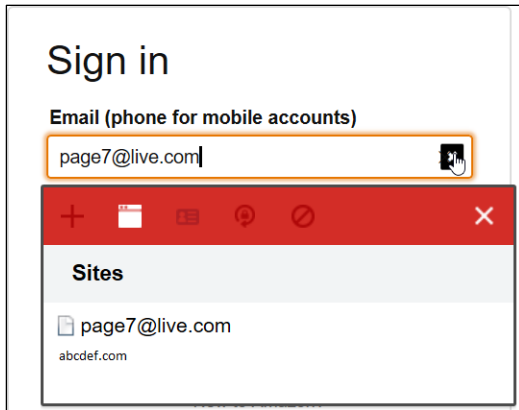 Sign in
Email (phone for mobile accounts)
page7@live.com
Sites
page7@live.com
abcdef.com